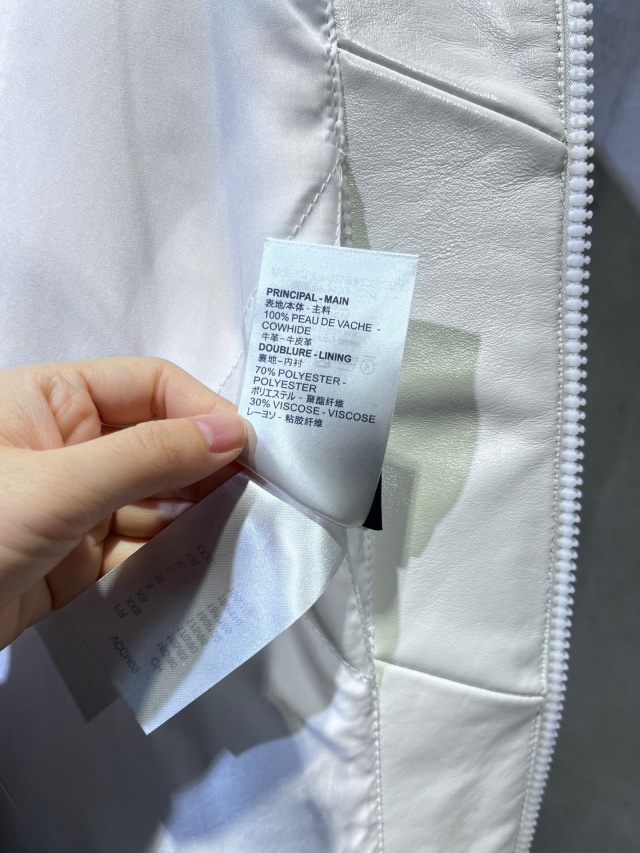 PRINCIPAL - MAIN
表地/本体 - 主料
100% PEAU DE VACHE -
COWHIDE
牛革 - 牛皮革
DOUBLURE - LINING
裏地 - 内衬
70% POLYESTER -
POLYESTER
ポリエステル - 聚酯纤维
30% VISCOSE - VISCOSE
レーヨン - 粘胶纤维